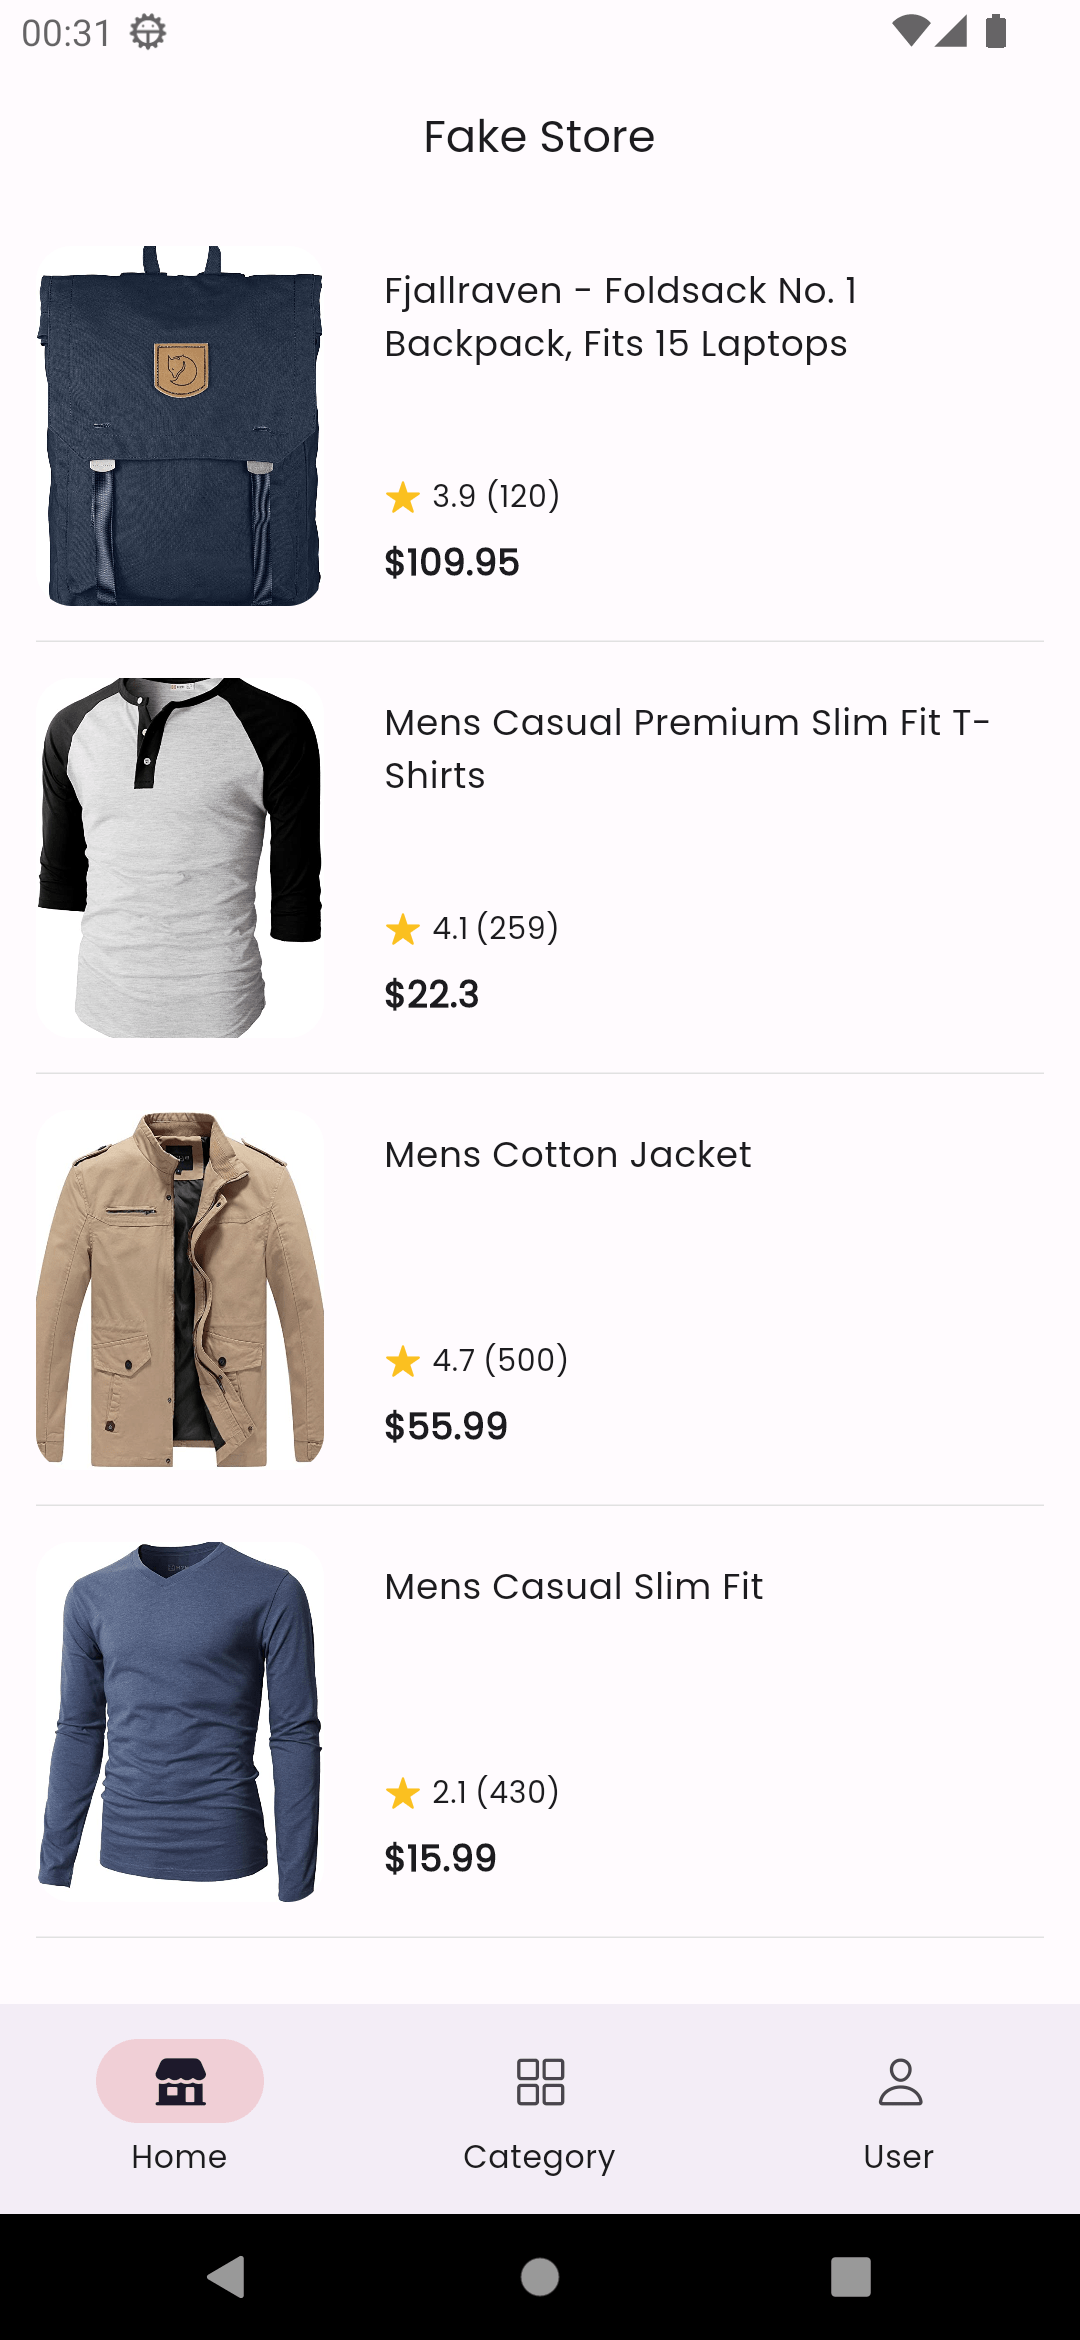 00:31
Fake Store
Fjallraven - Foldsack No. 1
Backpack, Fits 15 Laptops
3.9 (120)
$109.95
Mens Casual Premium Slim Fit T-
Shirts
4.1 (259)
$22.3
Mens Cotton Jacket
4.7 (500)
$55.99
Mens Casual Slim Fit
2.1 (430)
$15.99
Home
Category
User